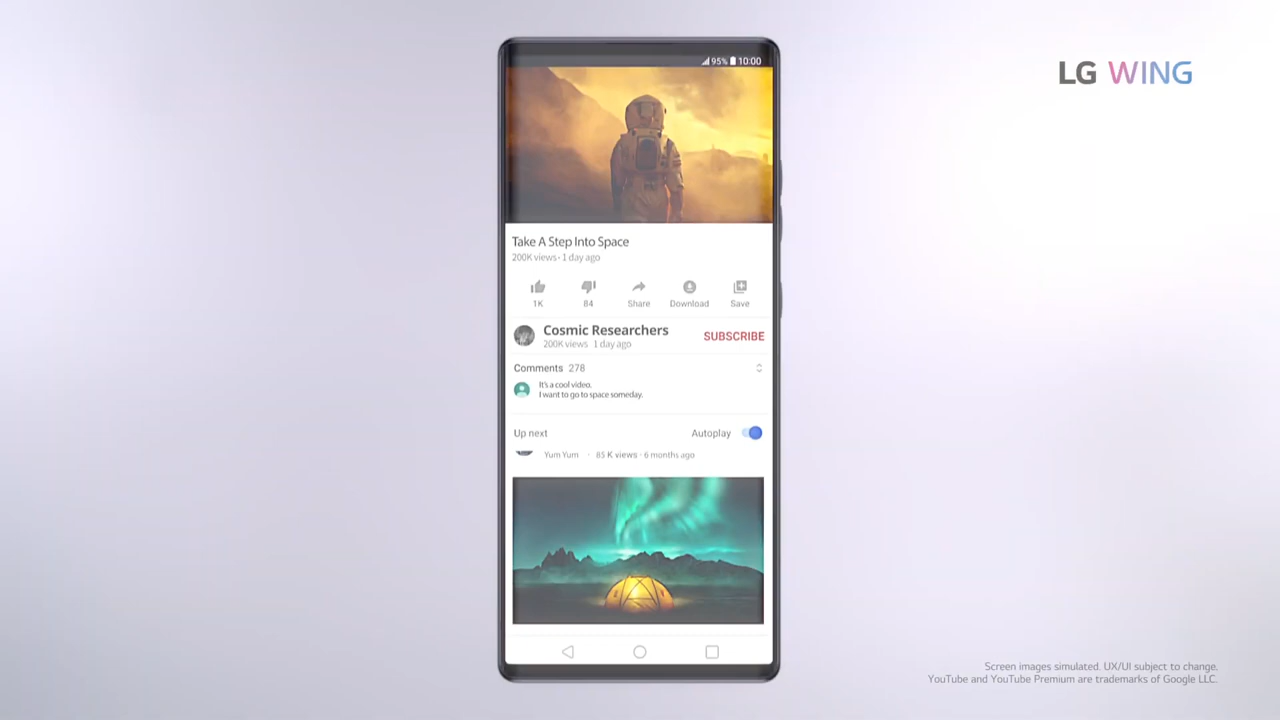 LG WING
95% 10:00
Take A Step Into Space
200K views · 1 day ago
1K 84 Share Download Save
Cosmic Researchers
200K views 1 day ago
SUBSCRIBE
Comments 278
It's a cool video.
I want to go to space someday.
Up next Autoplay
Yum Yum · 85 K views · 6 months ago
Screen images simulated. UX/UI subject to change.
YouTube and YouTube Premium are trademarks of Google LLC.